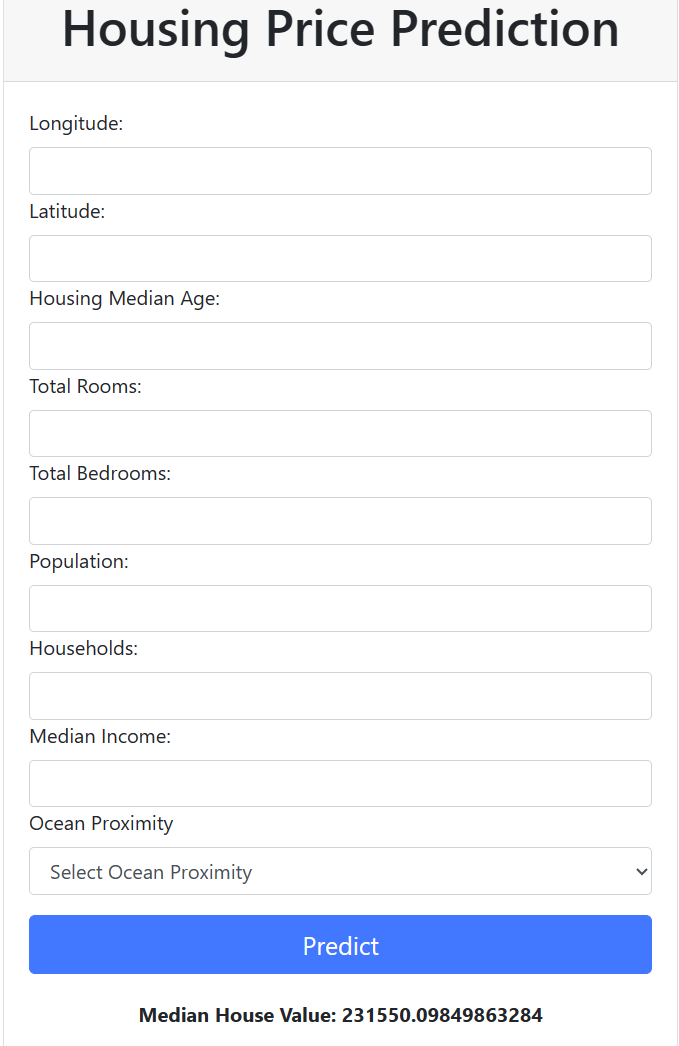 Housing Price Prediction
Longitude:
Latitude:
Housing Median Age:
Total Rooms:
Total Bedrooms:
Population:
Households:
Median Income:
Ocean Proximity
Select Ocean Proximity
Predict
Median House Value: 231550.09849863284